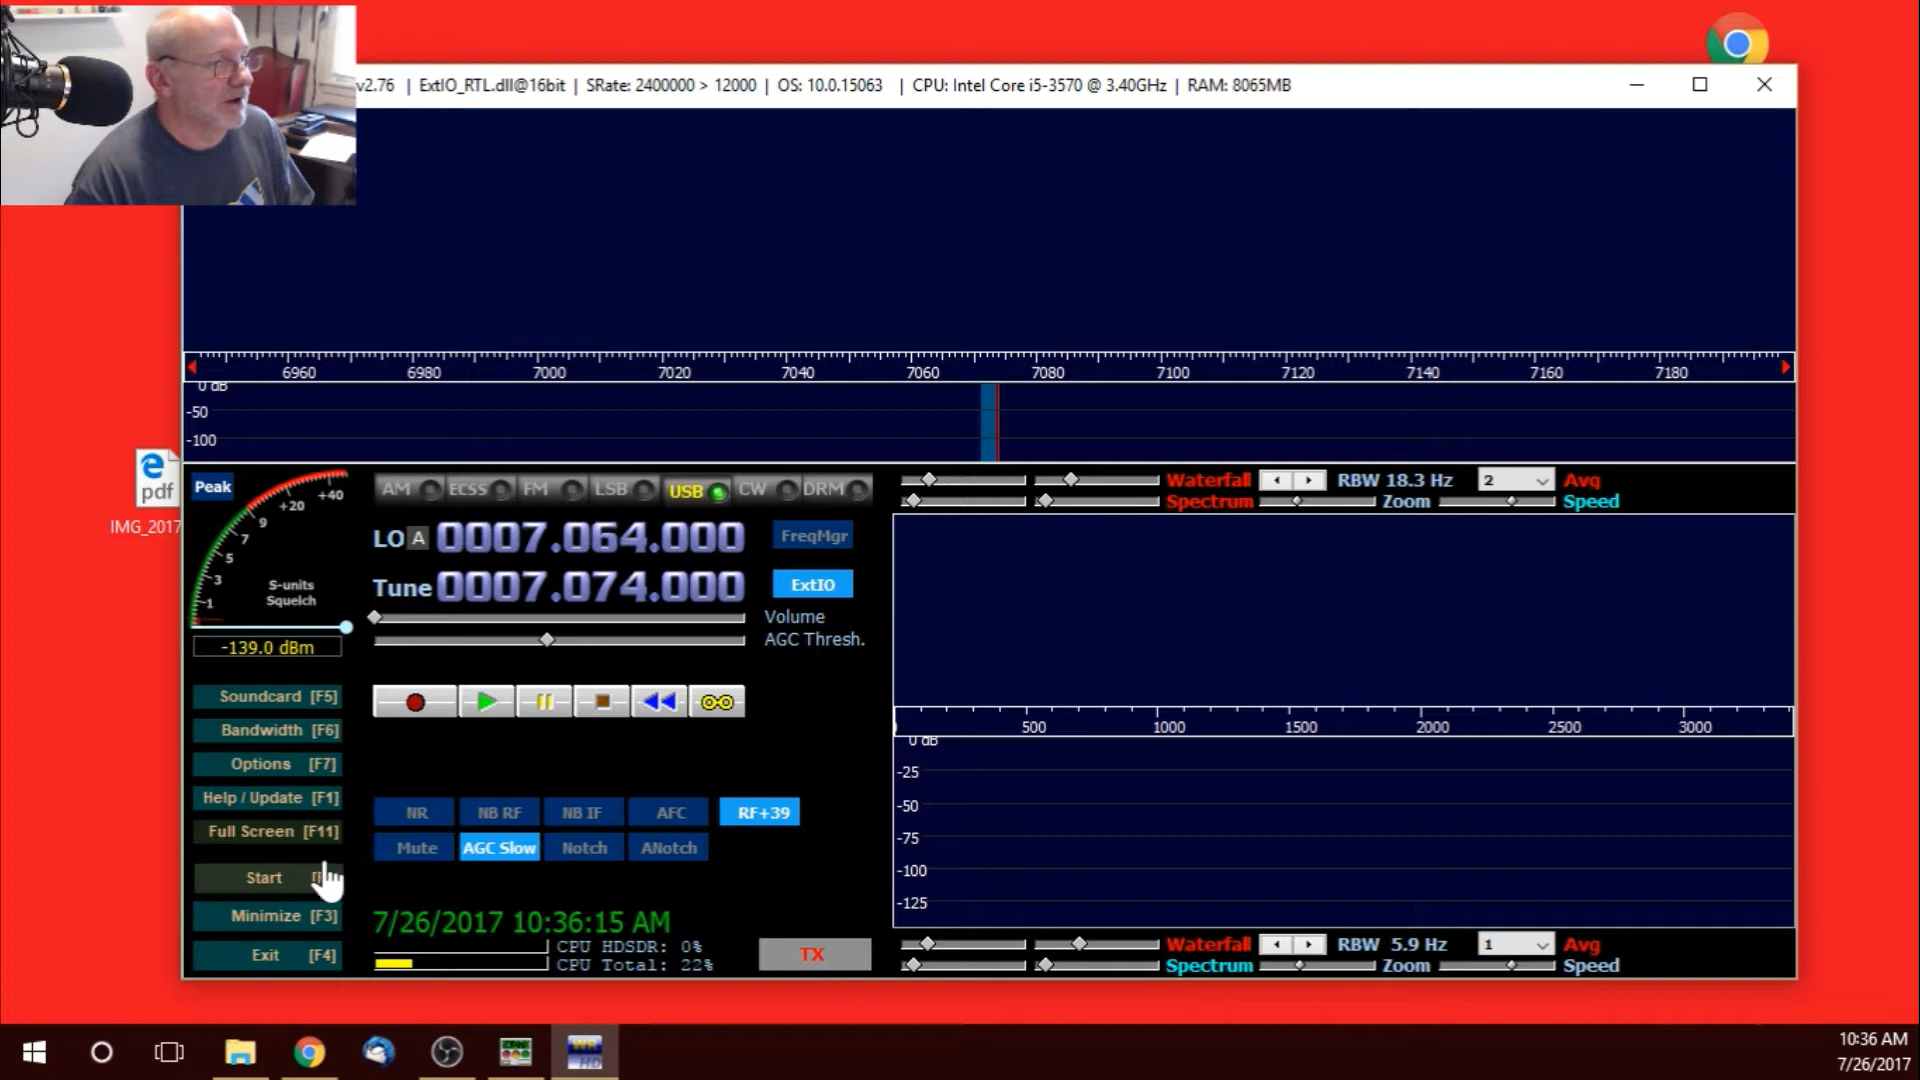 v2.76 | ExtIO_RTL.dll@16bit | SRate: 2400000 > 12000 | OS: 10.0.15063 | CPU: Intel Core i5-3570 @ 3.40GHz | RAM: 8065MB
6960 6980 7000 7020 7040 7060 7080 7100 7120 7140 7160 7180
0 dB
-50
-100
pdf
IMG_2017
Peak
+40
+20
9
7
5
3
1
S-units
Squelch
-139.0 dBm
AM ECSS FM LSB USB CW DRM
LO A 0007.064.000 FreqMgr
Tune 0007.074.000 ExtIO
Volume
AGC Thresh.
Waterfall RBW 18.3 Hz 2 Avg
Spectrum Zoom Speed
Soundcard [F5]
Bandwidth [F6]
Options [F7]
Help / Update [F1]
Full Screen [F11]
Start
Minimize [F3]
Exit [F4]
NR NB RF NB IF AFC RF+39
Mute AGC Slow Notch ANotch
7/26/2017 10:36:15 AM
CPU HDSDR: 0%
CPU Total: 22%
TX
500 1000 1500 2000 2500 3000
0 dB
-25
-50
-75
-100
-125
Waterfall RBW 5.9 Hz 1 Avg
Spectrum Zoom Speed
HD
10:36 AM
7/26/2017